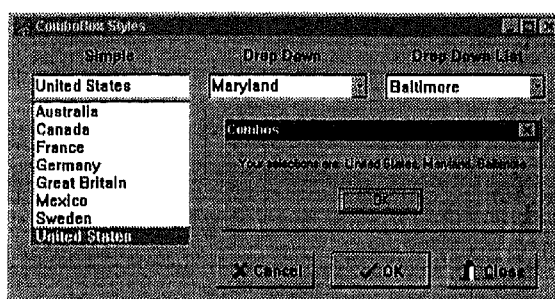 ComboBox Styles
Simple
Drop Down
Drop Down List
United States
Maryland
Baltimore
Australia
Canada
France
Germany
Great Britain
Mexico
Sweden
United States
Combos
Your selections are: United States, Maryland, Baltimore
OK
Cancel
OK
Close